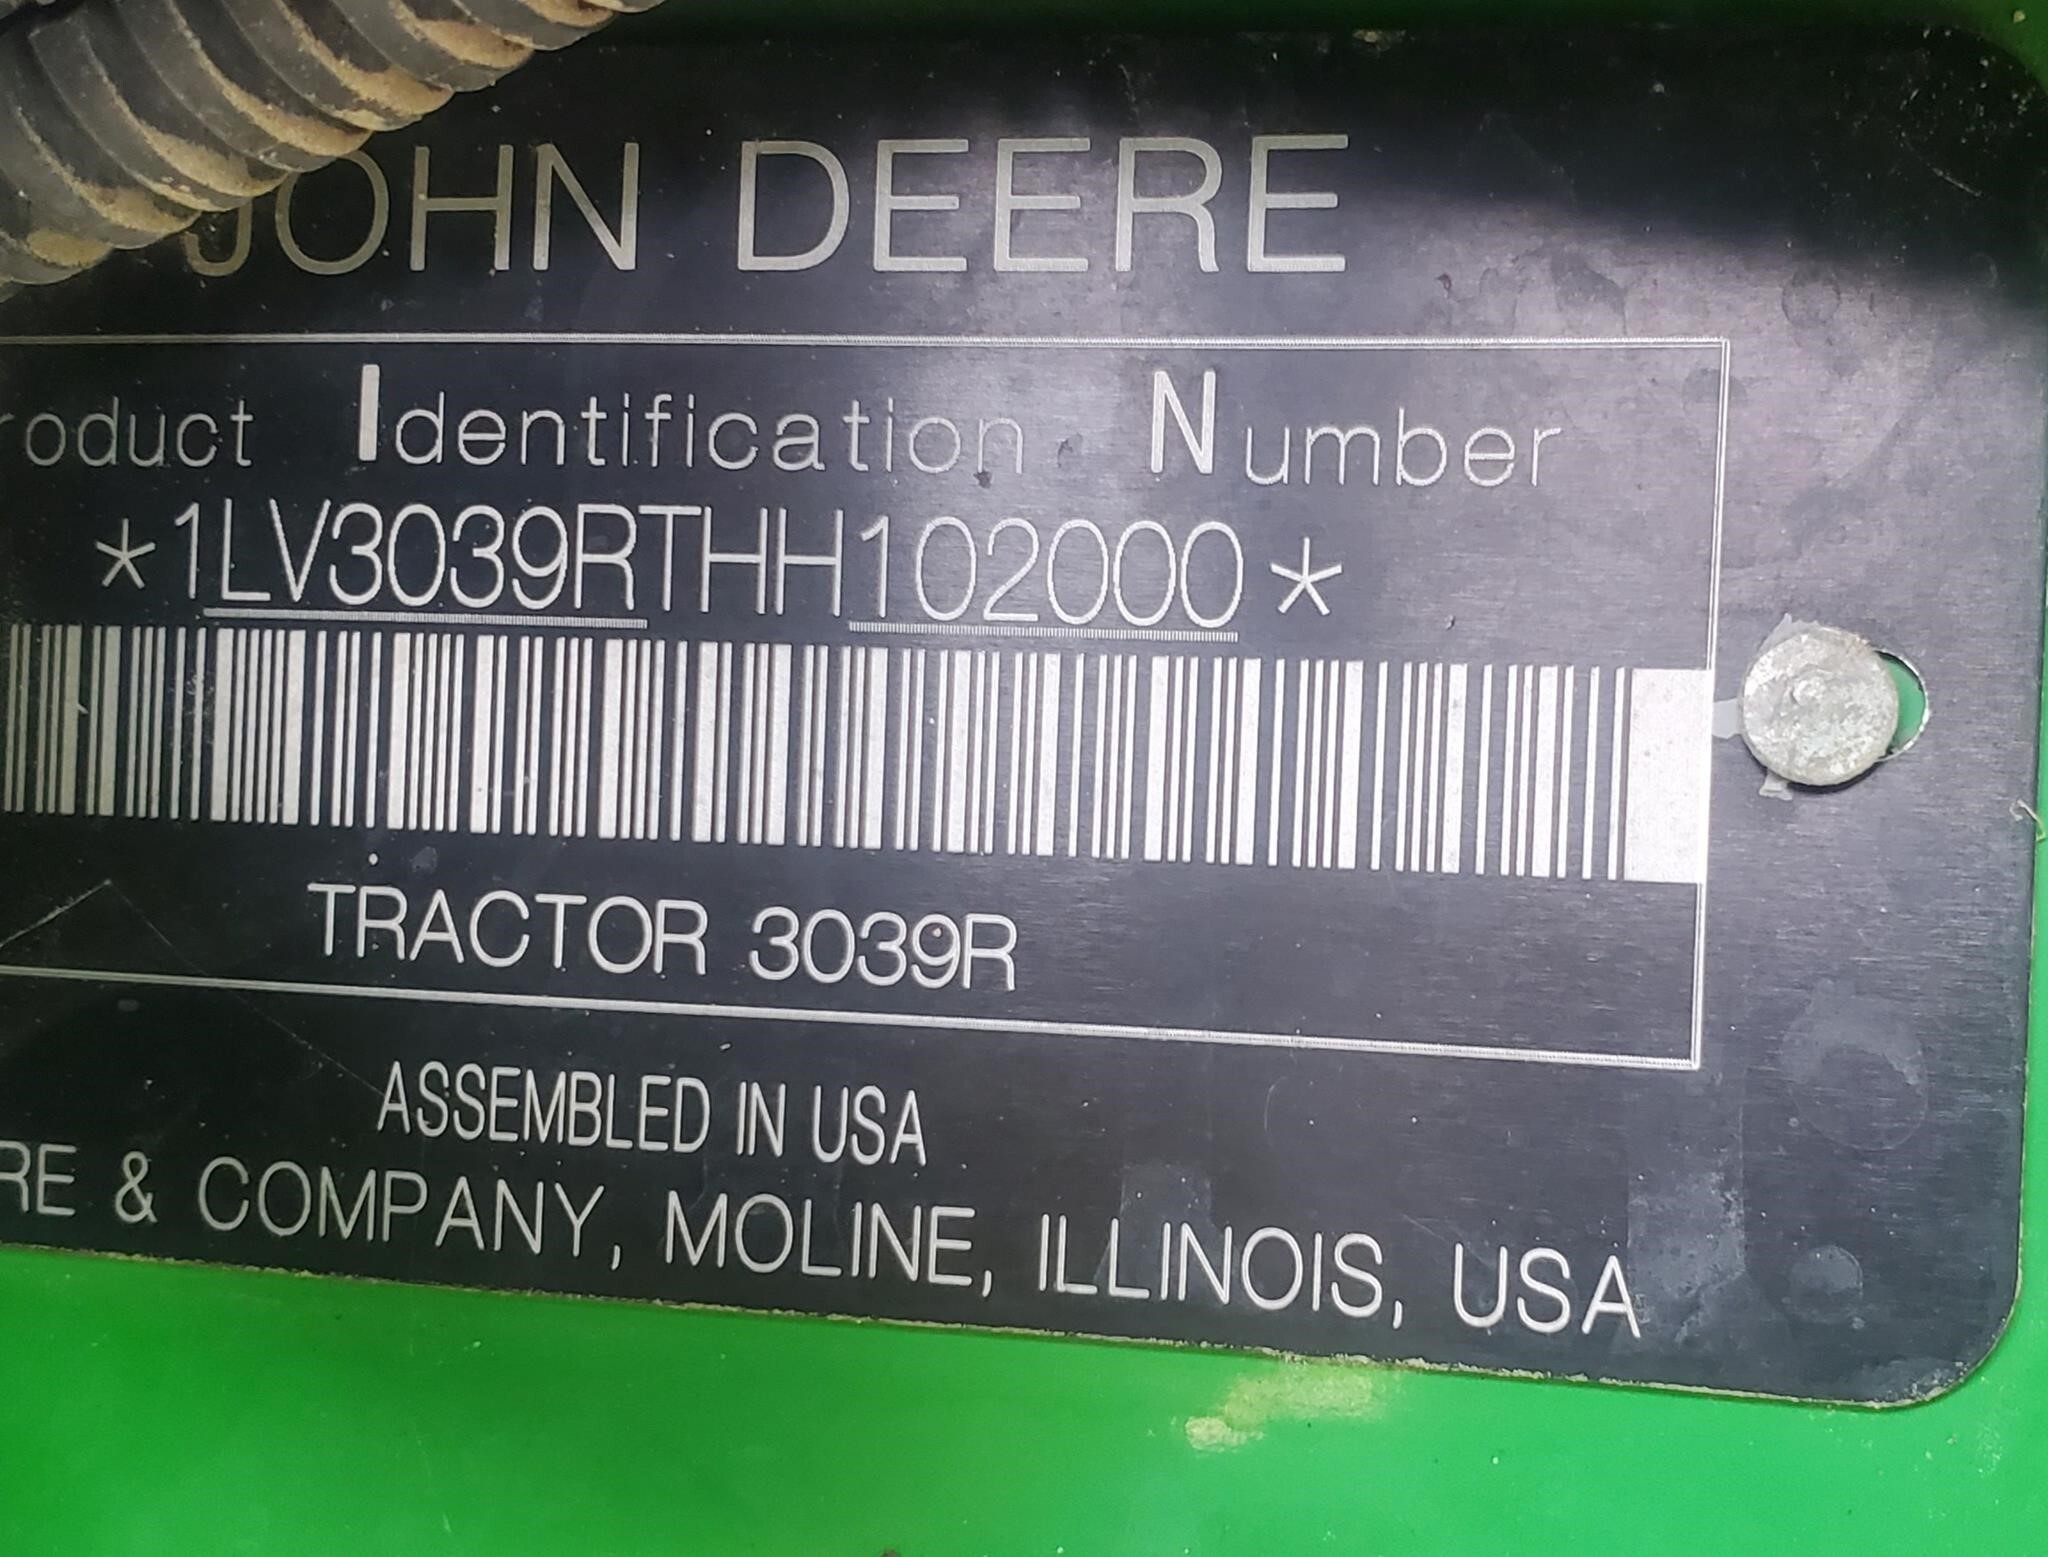 JOHN DEERE
roduct Identification Number
*1LV3039RTHH102000*
TRACTOR 3039R
ASSEMBLED IN USA
RE & COMPANY, MOLINE, ILLINOIS, USA